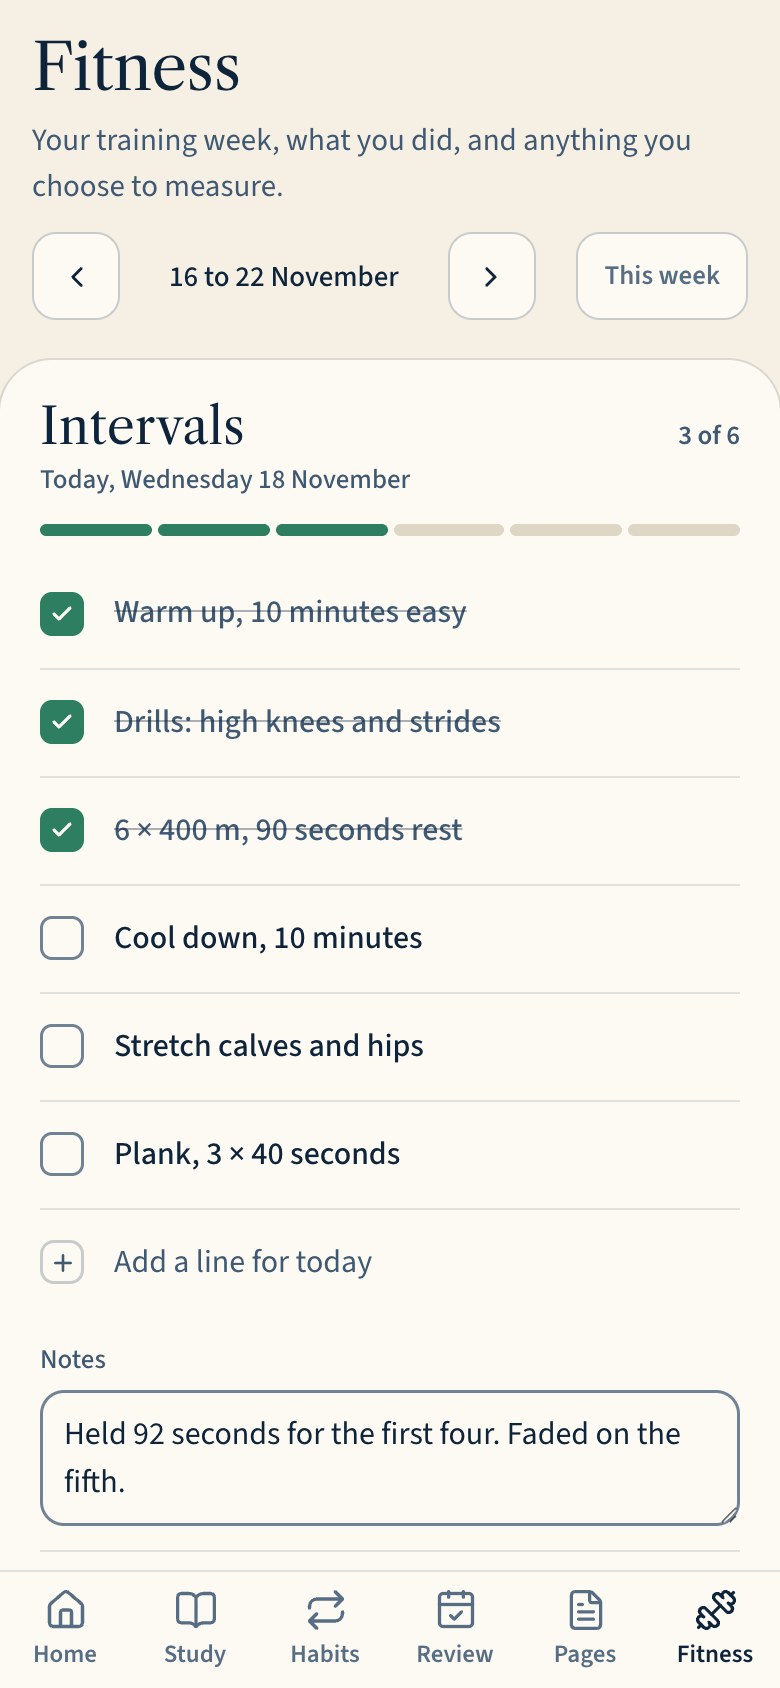 Fitness
Your training week, what you did, and anything you
choose to measure.
16 to 22 November
This week
Intervals
3 of 6
Today, Wednesday 18 November
Warm up, 10 minutes easy
Drills: high knees and strides
6 × 400 m, 90 seconds rest
Cool down, 10 minutes
Stretch calves and hips
Plank, 3 × 40 seconds
Add a line for today
Notes
Held 92 seconds for the first four. Faded on the
fifth.
Home Study Habits Review Pages Fitness